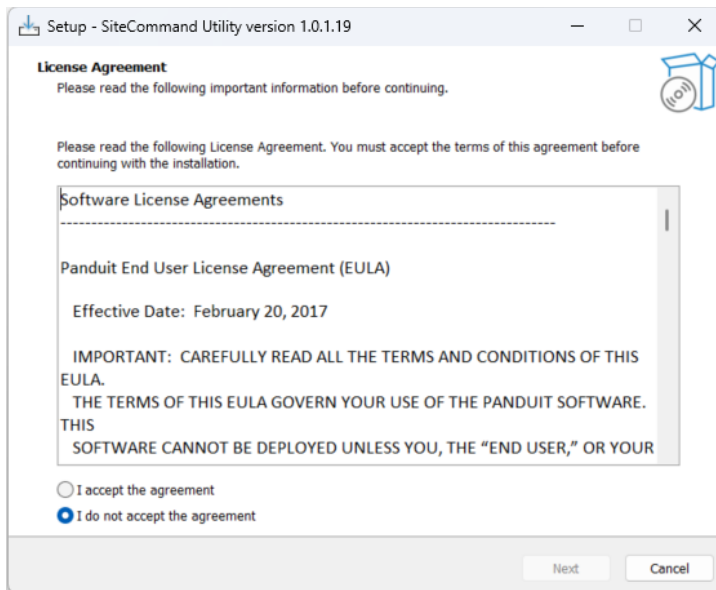 Setup - SiteCommand Utility version 1.0.1.19
License Agreement
Please read the following important information before continuing.
Please read the following License Agreement. You must accept the terms of this agreement before
continuing with the installation.
Software License Agreements
--------------------------------------------------------------------------------
Panduit End User License Agreement (EULA)
Effective Date:  February 20, 2017
IMPORTANT:  CAREFULLY READ ALL THE TERMS AND CONDITIONS OF THIS
EULA.
THE TERMS OF THIS EULA GOVERN YOUR USE OF THE PANDUIT SOFTWARE.
THIS
SOFTWARE CANNOT BE DEPLOYED UNLESS YOU, THE “END USER,” OR YOUR
I accept the agreement
I do not accept the agreement
Next
Cancel